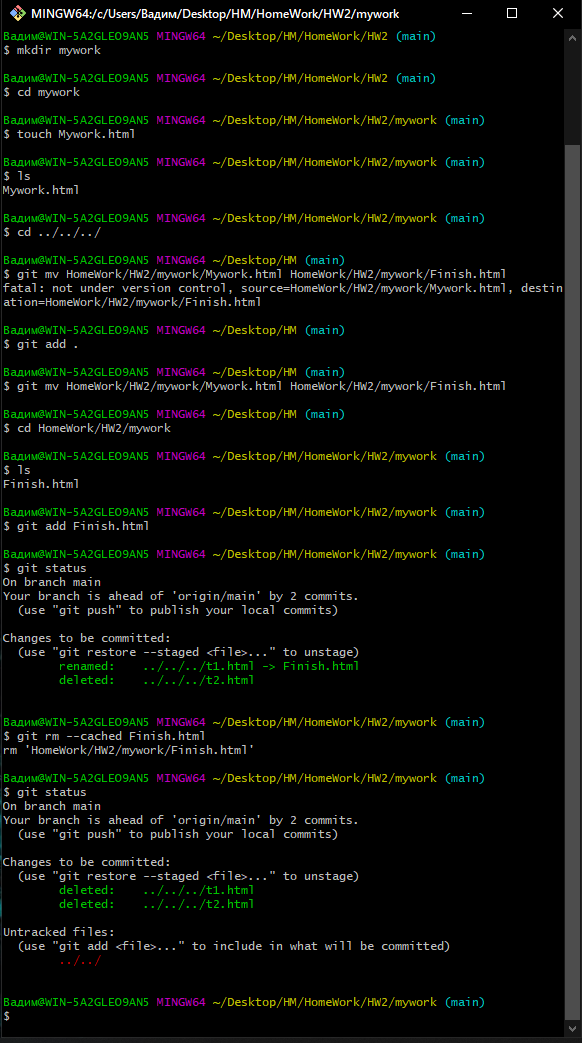 MINGW64:/c/Users/Вадим/Desktop/HM/HomeWork/HW2/mywork
Вадим@WIN-5A2GLEO9AN5 MINGW64 ~/Desktop/HM/HomeWork/HW2 (main)
$ mkdir mywork
Вадим@WIN-5A2GLEO9AN5 MINGW64 ~/Desktop/HM/HomeWork/HW2 (main)
$ cd mywork
Вадим@WIN-5A2GLEO9AN5 MINGW64 ~/Desktop/HM/HomeWork/HW2/mywork (main)
$ touch Mywork.html
Вадим@WIN-5A2GLEO9AN5 MINGW64 ~/Desktop/HM/HomeWork/HW2/mywork (main)
$ ls
Mywork.html
Вадим@WIN-5A2GLEO9AN5 MINGW64 ~/Desktop/HM/HomeWork/HW2/mywork (main)
$ cd ../../../
Вадим@WIN-5A2GLEO9AN5 MINGW64 ~/Desktop/HM (main)
$ git mv HomeWork/HW2/mywork/Mywork.html HomeWork/HW2/mywork/Finish.html
fatal: not under version control, source=HomeWork/HW2/mywork/Mywork.html, destin
ation=HomeWork/HW2/mywork/Finish.html
Вадим@WIN-5A2GLEO9AN5 MINGW64 ~/Desktop/HM (main)
$ git add .
Вадим@WIN-5A2GLEO9AN5 MINGW64 ~/Desktop/HM (main)
$ git mv HomeWork/HW2/mywork/Mywork.html HomeWork/HW2/mywork/Finish.html
Вадим@WIN-5A2GLEO9AN5 MINGW64 ~/Desktop/HM (main)
$ cd HomeWork/HW2/mywork
Вадим@WIN-5A2GLEO9AN5 MINGW64 ~/Desktop/HM/HomeWork/HW2/mywork (main)
$ ls
Finish.html
Вадим@WIN-5A2GLEO9AN5 MINGW64 ~/Desktop/HM/HomeWork/HW2/mywork (main)
$ git add Finish.html
Вадим@WIN-5A2GLEO9AN5 MINGW64 ~/Desktop/HM/HomeWork/HW2/mywork (main)
$ git status
On branch main
Your branch is ahead of 'origin/main' by 2 commits.
(use "git push" to publish your local commits)
Changes to be committed:
(use "git restore --staged <file>..." to unstage)
renamed: ../../../t1.html -> Finish.html
deleted: ../../../t2.html
Вадим@WIN-5A2GLEO9AN5 MINGW64 ~/Desktop/HM/HomeWork/HW2/mywork (main)
$ git rm --cached Finish.html
rm 'HomeWork/HW2/mywork/Finish.html'
Вадим@WIN-5A2GLEO9AN5 MINGW64 ~/Desktop/HM/HomeWork/HW2/mywork (main)
$ git status
On branch main
Your branch is ahead of 'origin/main' by 2 commits.
(use "git push" to publish your local commits)
Changes to be committed:
(use "git restore --staged <file>..." to unstage)
deleted: ../../../t1.html
deleted: ../../../t2.html
Untracked files:
(use "git add <file>..." to include in what will be committed)
../../
Вадим@WIN-5A2GLEO9AN5 MINGW64 ~/Desktop/HM/HomeWork/HW2/mywork (main)
$